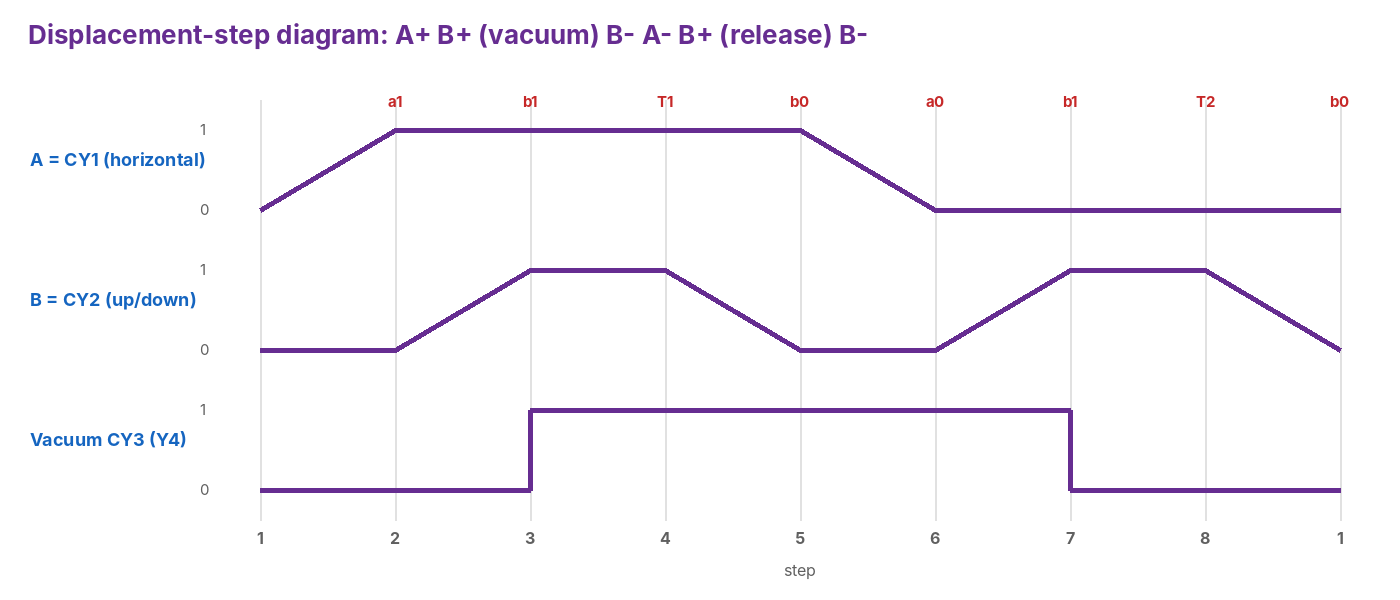 Displacement-step diagram: A+ B+ (vacuum) B- A- B+ (release) B-
a1 b1 T1 b0 a0 b1 T2 b0
1
A = CY1 (horizontal)
0
1
B = CY2 (up/down)
0
1
Vacuum CY3 (Y4)
0
1 2 3 4 5 6 7 8 1
step